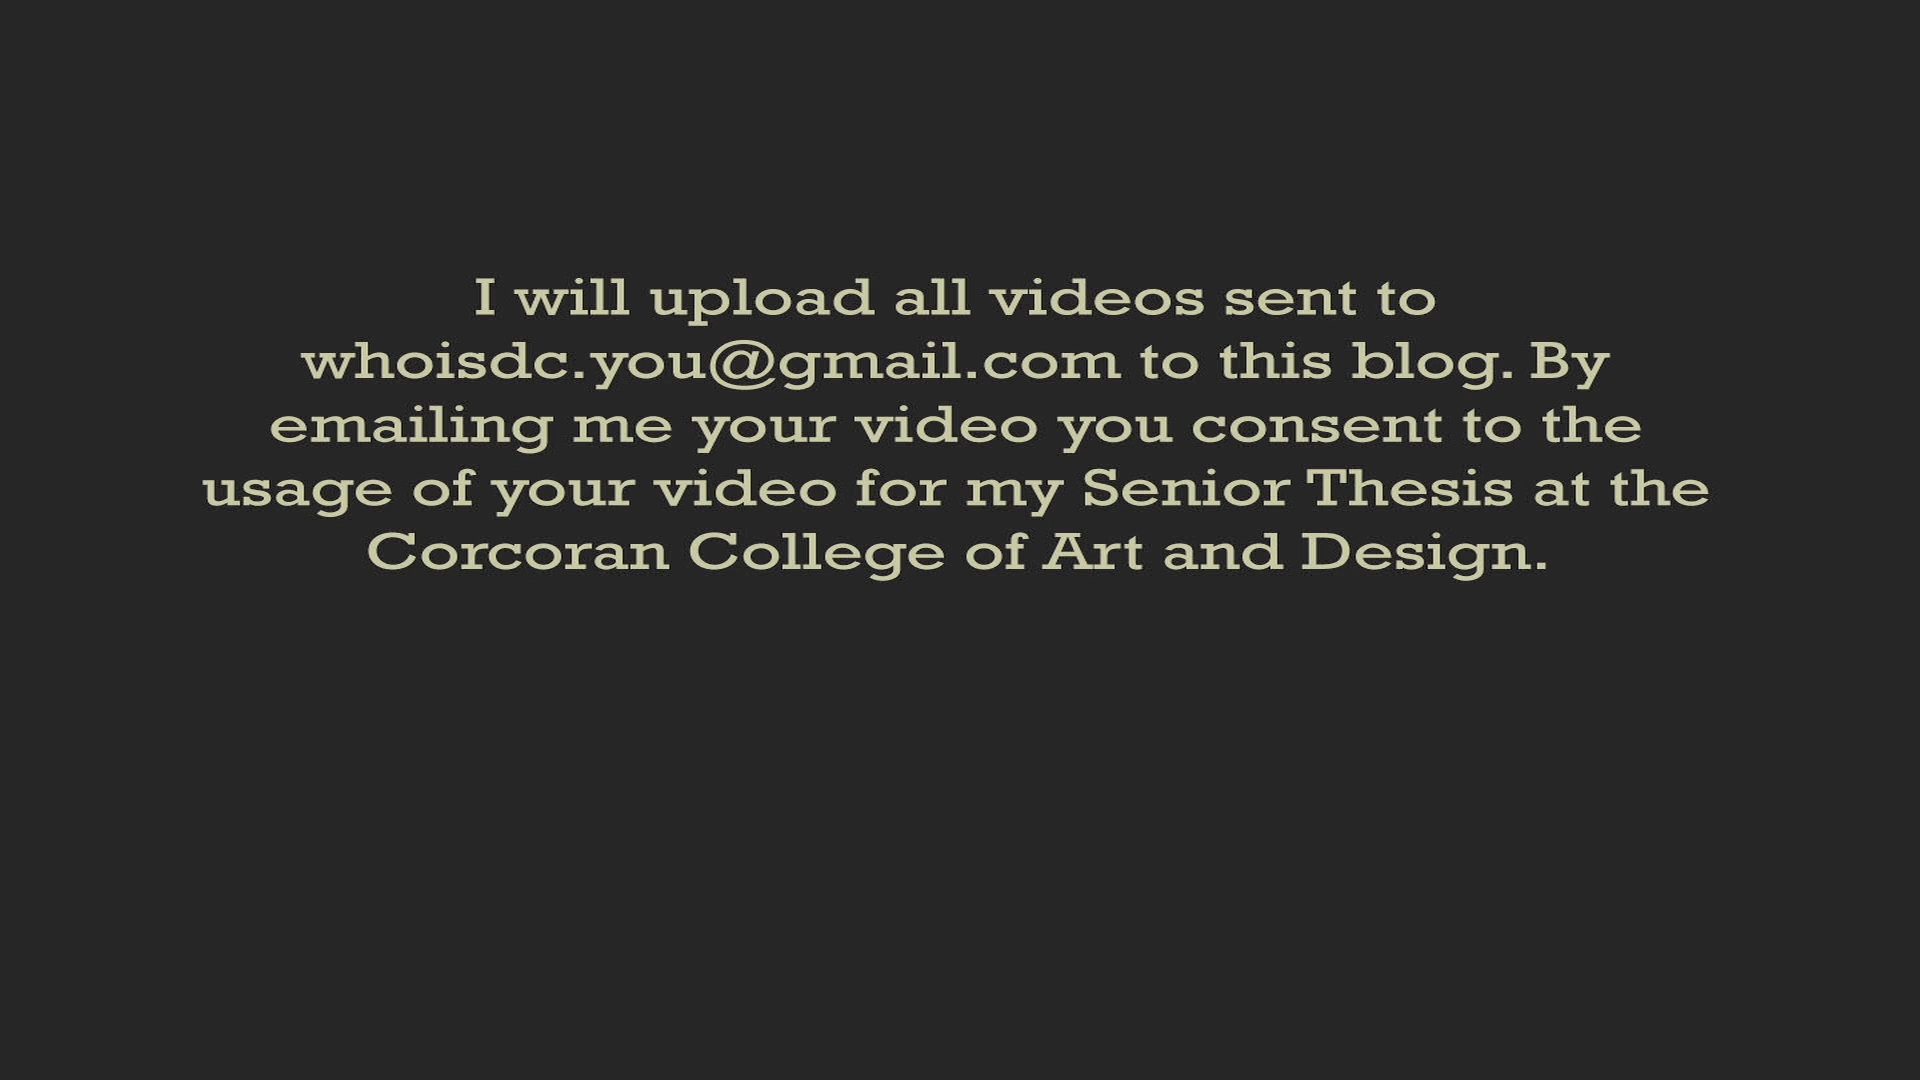 I will upload all videos sent to
whoisdc.you@gmail.com to this blog. By
emailing me your video you consent to the
usage of your video for my Senior Thesis at the
Corcoran College of Art and Design.